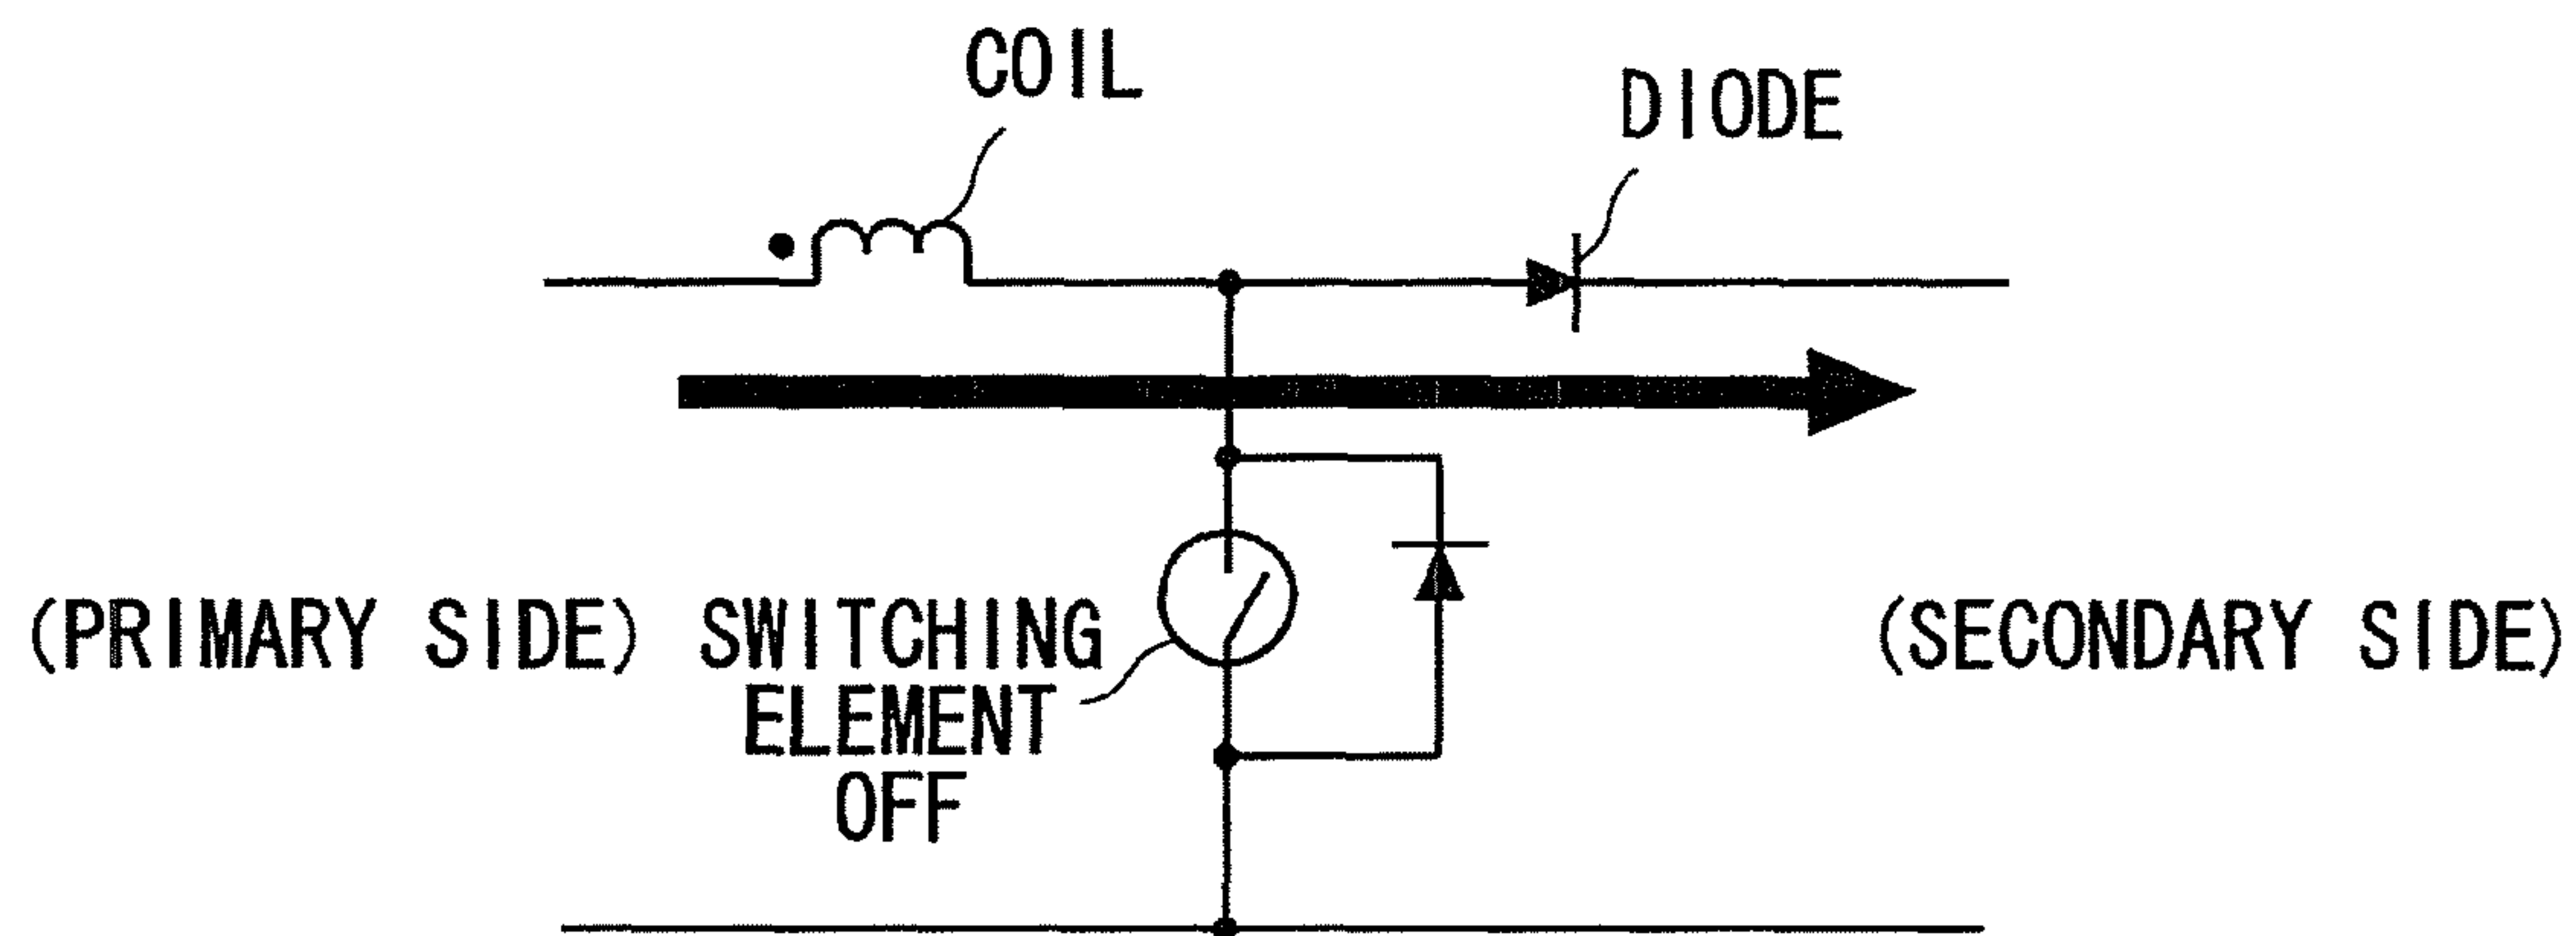 COIL
DIODE
(PRIMARY SIDE) SWITCHING (SECONDARY SIDE)
ELEMENT
OFF